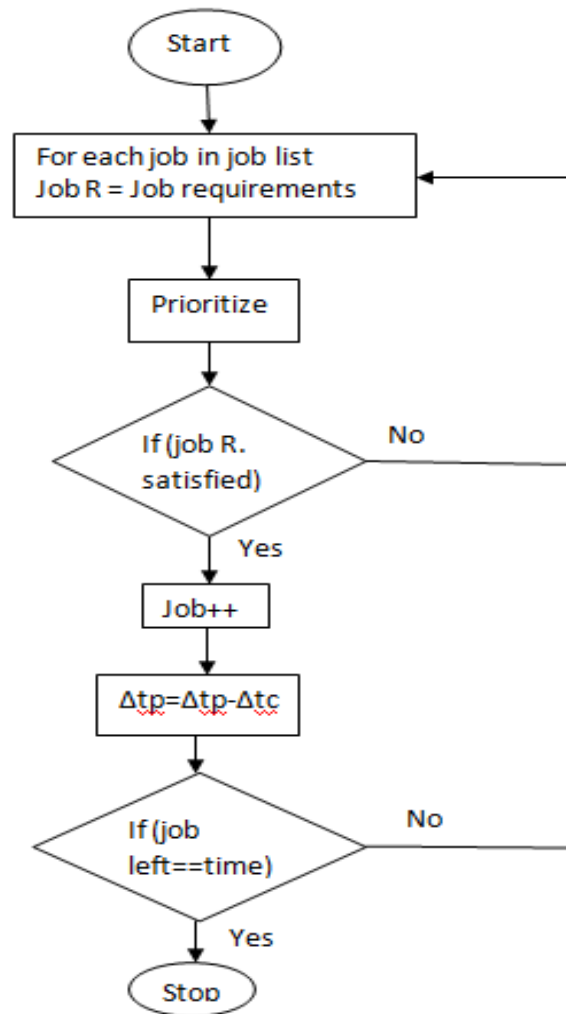 Start
For each job in job list
Job R = Job requirements
Prioritize
If (job R.
satisfied)
No
Yes
Job++
Δtp=Δtp-Δtc
If (job
left==time)
No
Yes
Stop